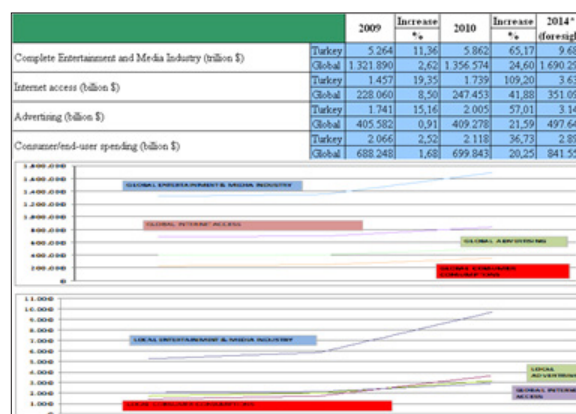 2009 Increase % 2010 Increase % 2014*
Complete Entertainment and Media Industry (trillion $) Turkey 5.264 11,36 5.862 65,17 9.68
Global 1.321.890 2,62 1.356.574 24,60 1.690.29
Internet access (billion $) Turkey 1.457 19,35 1.739 109,20 3.63
Global 228.060 8,50 247.453 41,88 351.09
Advertising (billion $) Turkey 1.741 15,16 2.005 57,01 3.14
Global 405.582 0,91 409.278 21,59 497.64
Consumer/end-user spending (billion $) Turkey 2.066 2,52 2.118 36,73 2.89
Global 688.248 1,68 699.843 20,25 841.55
1.800.000
1.600.000
GLOBAL ENTERTAINMENT & MEDIA INDUSTRY
1.400.000
1.200.000
1.000.000
GLOBAL INTERNET ACCESS
800.000
600.000
GLOBAL ADVERTISING
400.000
200.000
GLOBAL CONSUMER
0
11.000
10.000
9.000
8.000
7.000
LOCAL ENTERTAINMENT & MEDIA INDUSTRY
6.000
5.000
4.000
LOCAL
3.000
2.000
GLOBAL
ACCESS
1.000
0